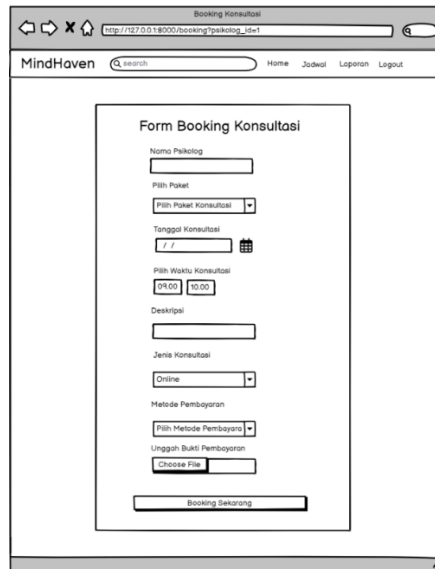 Booking Konsultasi
http://127.0.0.1:8000/booking?psikolog_id=1
MindHaven search Home Jadwal Laporan Logout
Form Booking Konsultasi
Nama Psikolog
Pilih Paket
Pilih Paket Konsultasi
Tanggal Konsultasi
/ /
Pilih Waktu Konsultasi
09.00 10.00
Deskripsi
Jenis Konsultasi
Online
Metode Pembayaran
Pilih Metode Pembayara
Unggah Bukti Pembayaran
Choose File
Booking Sekarang